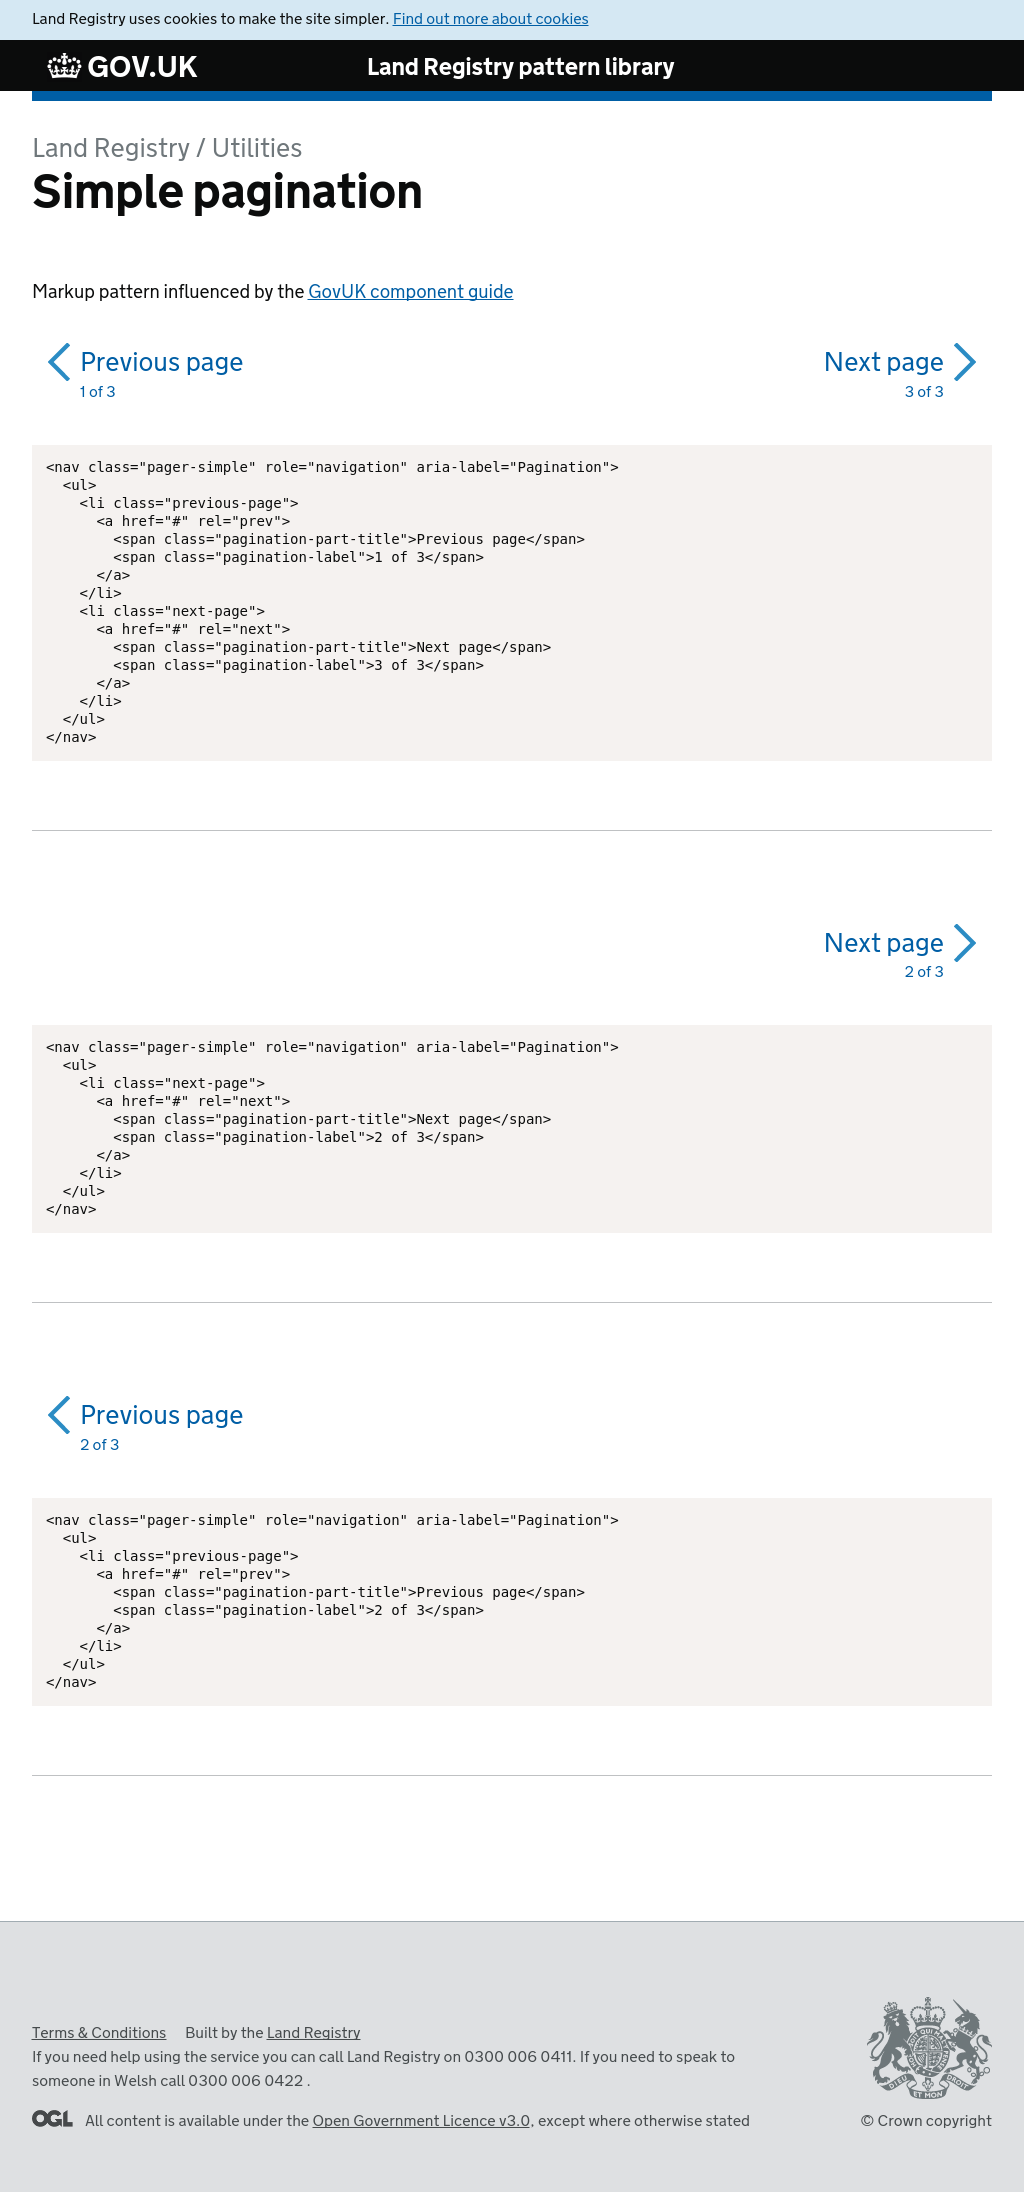 Land Registry uses cookies to make the site simpler. Find out more about cookies
GOV.UK
Land Registry pattern library
Land Registry / Utilities
Simple pagination
Markup pattern influenced by the GovUK component guide
Previous page
1 of 3
Next page
3 of 3
<nav class="pager-simple" role="navigation" aria-label="Pagination">
  <ul>
    <li class="previous-page">
      <a href="#" rel="prev">
        <span class="pagination-part-title">Previous page</span>
        <span class="pagination-label">1 of 3</span>
      </a>
    </li>
    <li class="next-page">
      <a href="#" rel="next">
        <span class="pagination-part-title">Next page</span>
        <span class="pagination-label">3 of 3</span>
      </a>
    </li>
  </ul>
</nav>
Next page
2 of 3
<nav class="pager-simple" role="navigation" aria-label="Pagination">
  <ul>
    <li class="next-page">
      <a href="#" rel="next">
        <span class="pagination-part-title">Next page</span>
        <span class="pagination-label">2 of 3</span>
      </a>
    </li>
  </ul>
</nav>
Previous page
2 of 3
<nav class="pager-simple" role="navigation" aria-label="Pagination">
  <ul>
    <li class="previous-page">
      <a href="#" rel="prev">
        <span class="pagination-part-title">Previous page</span>
        <span class="pagination-label">2 of 3</span>
      </a>
    </li>
  </ul>
</nav>
Terms & Conditions Built by the Land Registry
If you need help using the service you can call Land Registry on 0300 006 0411. If you need to speak to
someone in Welsh call 0300 006 0422 .
OGL All content is available under the Open Government Licence v3.0, except where otherwise stated
DIEU ET MON DROIT
© Crown copyright